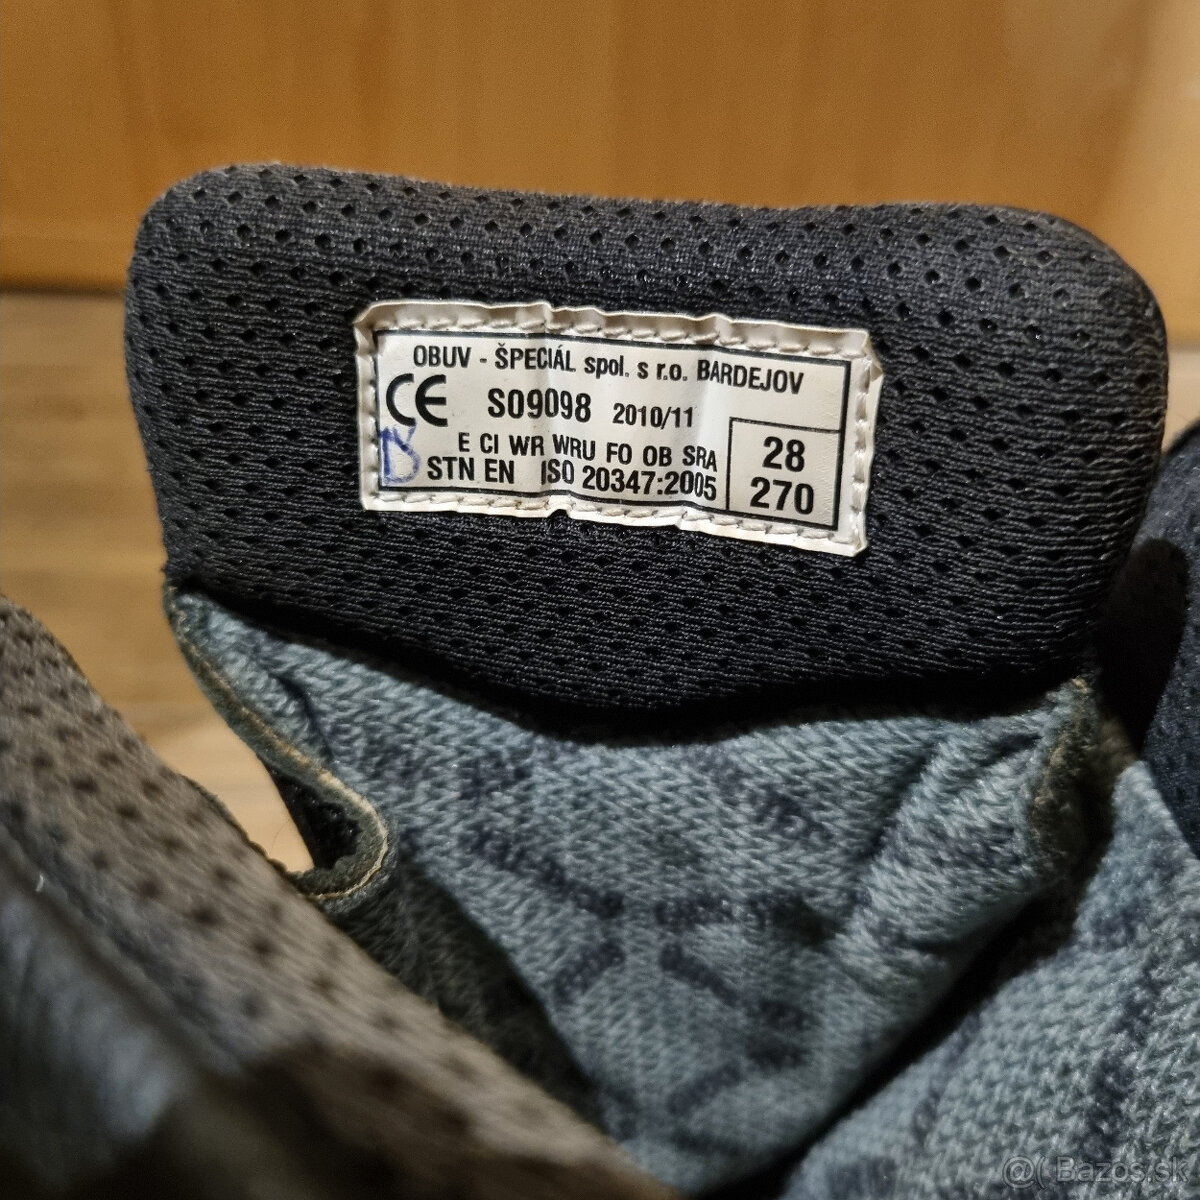 OBUV - ŠPECIÁL spol. s r.o. BARDEJOV
CE S09098 2010/11
E CI WR WRU FO OB SRA
STN EN ISO 20347:2005
28
270
Bazos.sk